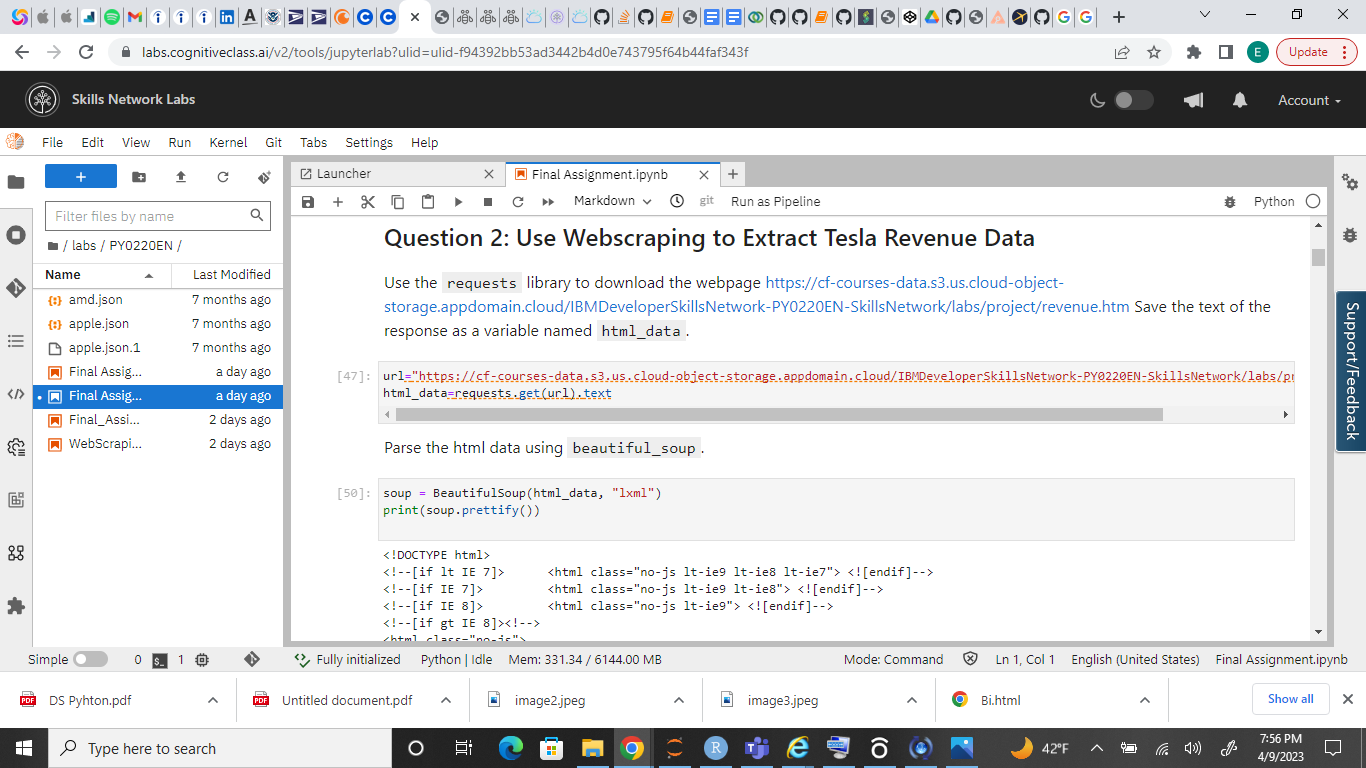 labs.cognitiveclass.ai/v2/tools/jupyterlab?ulid=ulid-f94392bb53ad3442b4d0e743795f64b44faf343f
E
Update
Skills Network Labs
Account
File Edit View Run Kernel Git Tabs Settings Help
Launcher
Final Assignment.ipynb
Markdown
git
Run as Pipeline
Python
Filter files by name
/ labs / PY0220EN /
Name Last Modified
amd.json 7 months ago
apple.json 7 months ago
apple.json.1 7 months ago
Final Assig... a day ago
Final Assig... a day ago
Final_Assi... 2 days ago
WebScrapi... 2 days ago
Question 2: Use Webscraping to Extract Tesla Revenue Data
Use the requests library to download the webpage https://cf-courses-data.s3.us.cloud-object-
storage.appdomain.cloud/IBMDeveloperSkillsNetwork-PY0220EN-SkillsNetwork/labs/project/revenue.htm Save the text of the
response as a variable named html_data.
[47]:
url="https://cf-courses-data.s3.us.cloud-object-storage.appdomain.cloud/IBMDeveloperSkillsNetwork-PY0220EN-SkillsNetwork/labs/pr
html_data=requests.get(url).text
Parse the html data using beautiful_soup.
[50]:
soup = BeautifulSoup(html_data, "lxml")
print(soup.prettify())
<!DOCTYPE html>
<!--[if lt IE 7]>      <html class="no-js lt-ie9 lt-ie8 lt-ie7"> <![endif]-->
<!--[if IE 7]>         <html class="no-js lt-ie9 lt-ie8"> <![endif]-->
<!--[if IE 8]>         <html class="no-js lt-ie9"> <![endif]-->
<!--[if gt IE 8]><!-->
<html class="no-js">
Support/Feedback
Simple 0 1 Fully initialized Python | Idle Mem: 331.34 / 6144.00 MB Mode: Command Ln 1, Col 1 English (United States) Final Assignment.ipynb
DS Pyhton.pdf
Untitled document.pdf
image2.jpeg
image3.jpeg
Bi.html
Show all
Type here to search
42°F
7:56 PM
4/9/2023